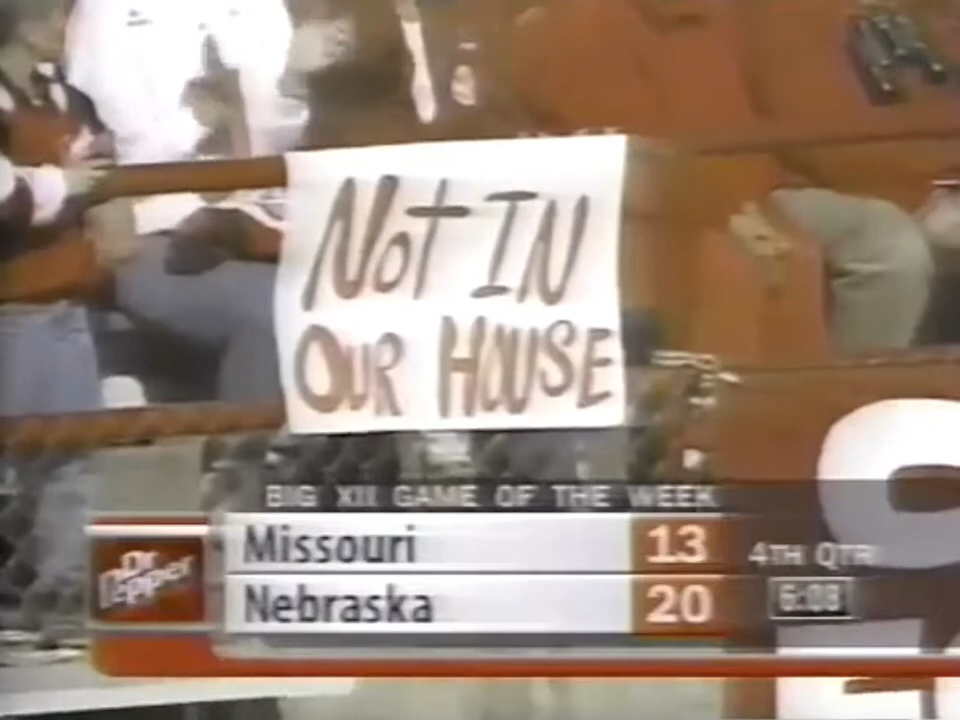 Not IN
OUR HOUSE
BIG XII GAME OF THE WEEK
Missouri 13
Nebraska 20
4TH QTR
6:08
Dr Pepper